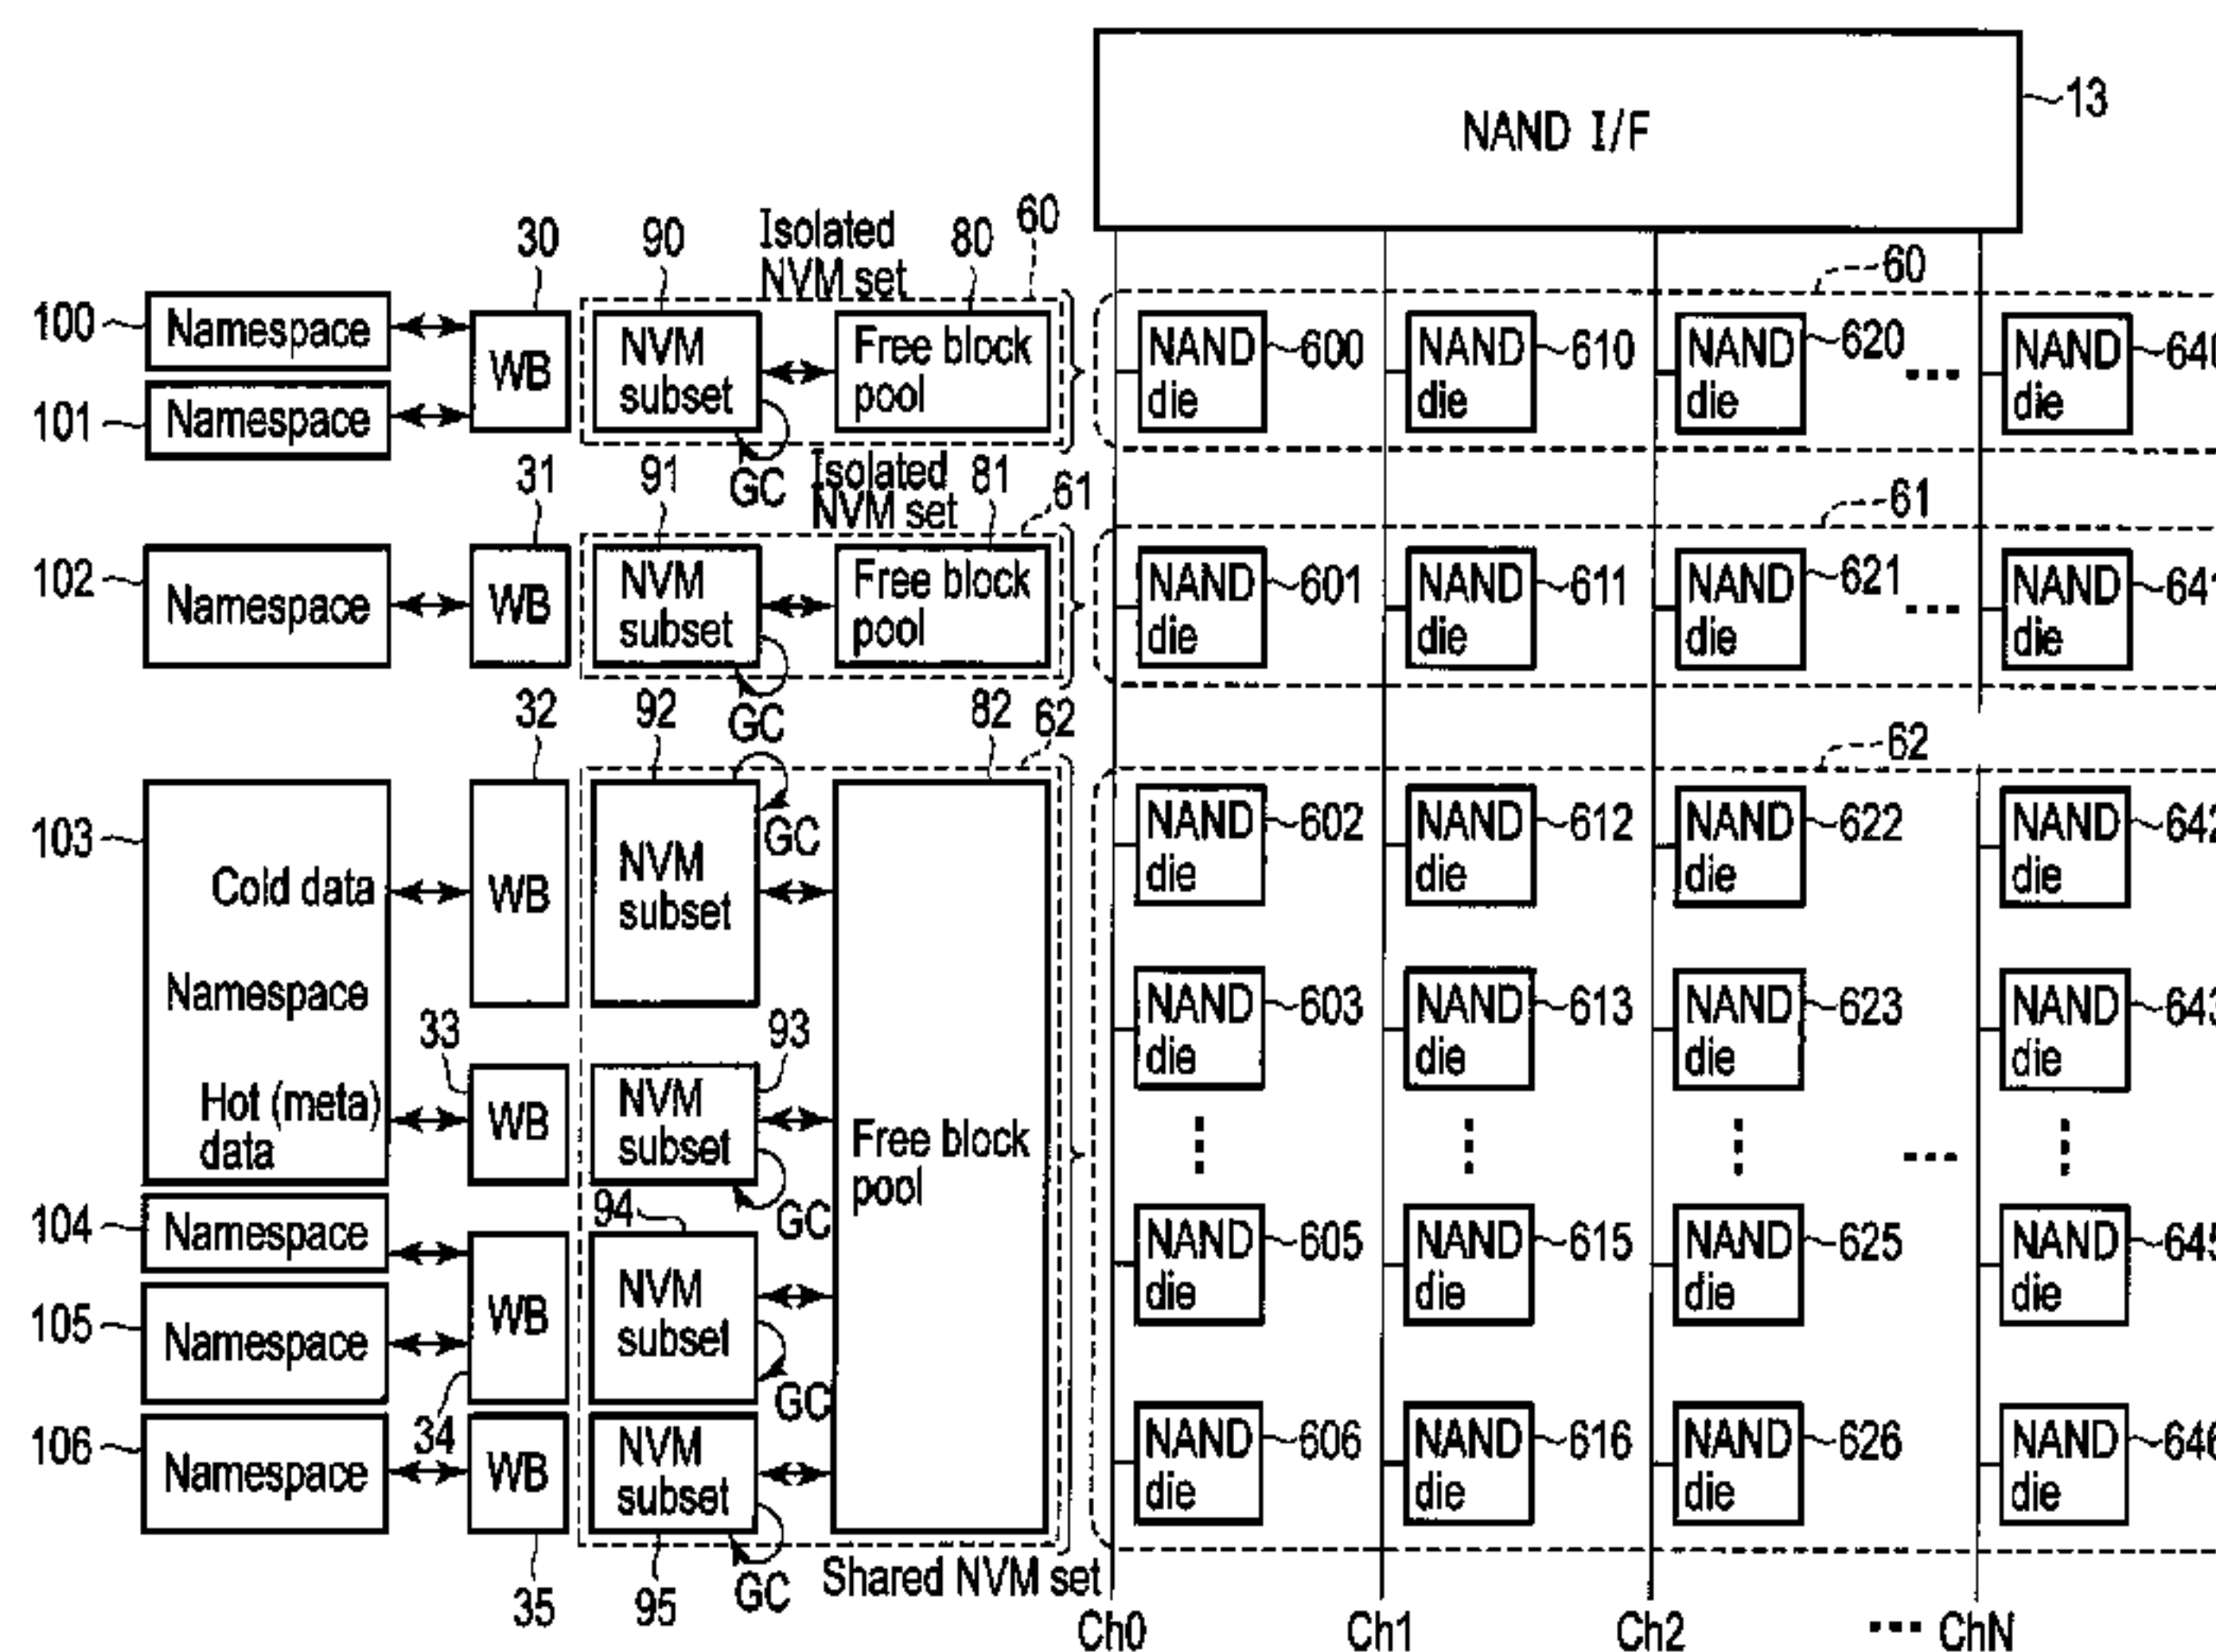 NAND I/F
13
30
90
Isolated
NVM set
80
60
60
100
Namespace
101
Namespace
WB
NVM
subset
Free block
pool
GC
NAND
die
600
NAND
die
610
NAND
die
620
...
NAND
die
31
91
Isolated
NVM set
81
61
61
102
Namespace
WB
NVM
subset
Free block
pool
GC
NAND
die
601
NAND
die
611
NAND
die
621
...
NAND
die
32
92
82
62
62
103
Cold data
Namespace
Hot (meta)
data
WB
NVM
subset
GC
33
WB
93
NVM
subset
GC
Free block
pool
104
Namespace
105
Namespace
34
WB
94
NVM
subset
GC
106
Namespace
WB
35
NVM
subset
95
GC
Shared NVM set
NAND
die
602
NAND
die
612
NAND
die
622
NAND
die
642
NAND
die
603
NAND
die
613
NAND
die
623
NAND
die
643
...
NAND
die
605
NAND
die
615
NAND
die
625
NAND
die
645
NAND
die
606
NAND
die
616
NAND
die
626
NAND
die
646
Ch0
Ch1
Ch2
... ChN